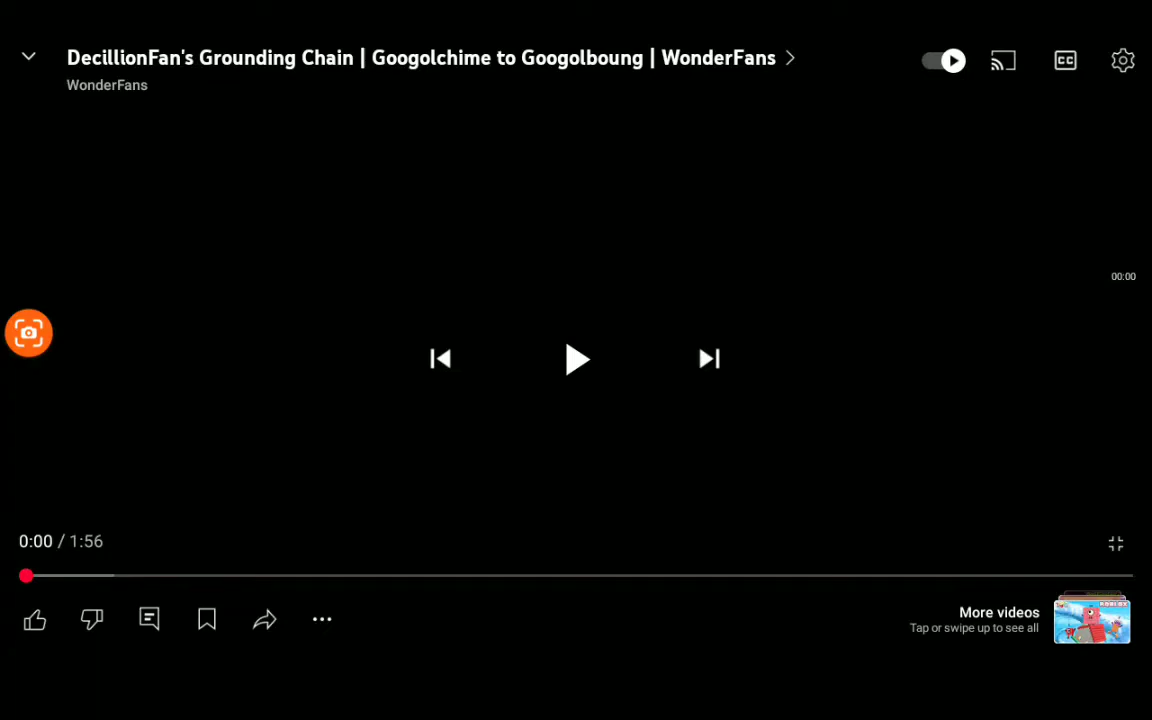 DecillionFan's Grounding Chain | Googolchime to Googolboung | WonderFans
WonderFans
CC
00:00
0:00 / 1:56
More videos
Tap or swipe up to see all